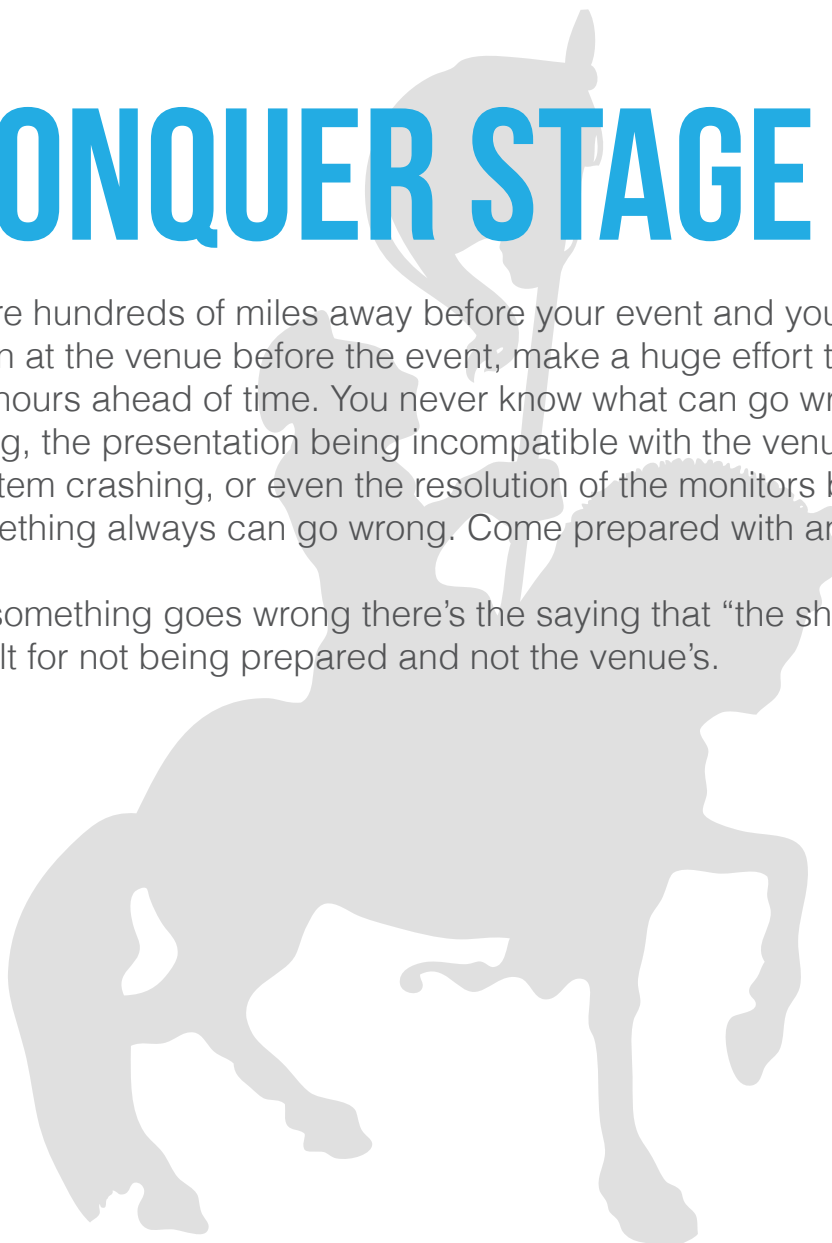 ONQUER STAGE
re hundreds of miles away before your event and you
n at the venue before the event, make a huge effort t
hours ahead of time. You never know what can go wr
g, the presentation being incompatible with the venu
tem crashing, or even the resolution of the monitors b
ething always can go wrong. Come prepared with an
something goes wrong there’s the saying that “the sh
lt for not being prepared and not the venue’s.